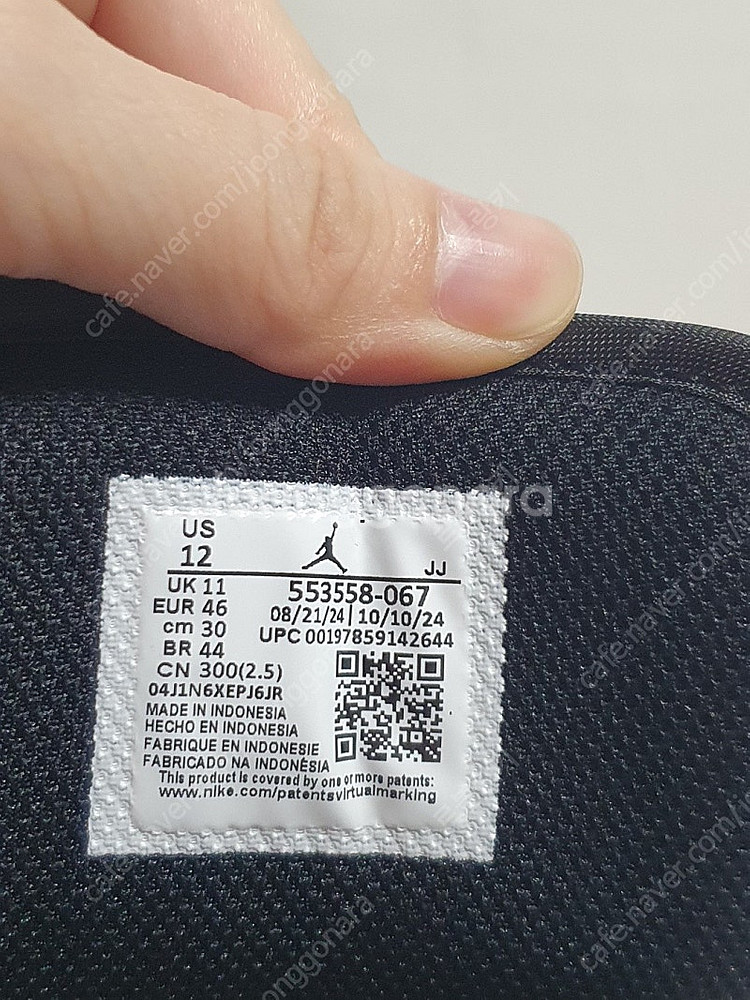 US
12
JJ
UK 11
EUR 46
cm 30
BR 44
CN 300(2.5)
553558-067
08/21/24 | 10/10/24
UPC 00197859142644
04J1N6XEPJ6JR
MADE IN INDONESIA
HECHO EN INDONESIA
FABRIQUE EN INDONESIE
FABRICADO NA INDONÉSIA
This product is covered by one or more patents:
www.nike.com/patentsvirtualmarking
cafe.naver.com/joonggonara